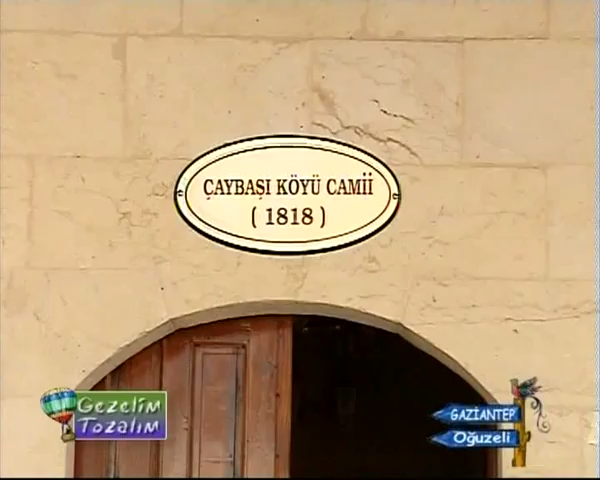 ÇAYBAŞI KÖYÜ CAMİİ
( 1818 )
Gezelim
Tozalım
GAZİANTEP
Oğuzeli